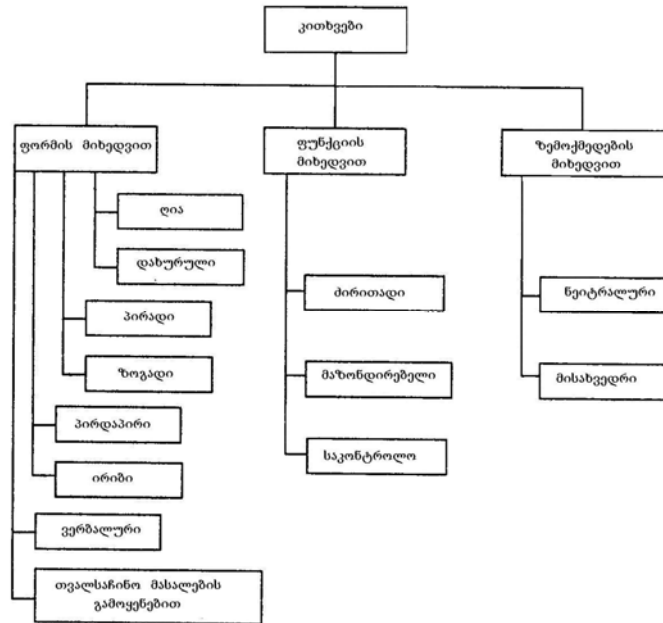 კითხვები
ფორმის მიხედვით
ფუნქციის
მიხედვით
ზემოქმედების
მიხედვით
ღია
დახურული
პირადი
ზოგადი
პირდაპირი
ირიბი
ვერბალური
თვალსაჩინო მასალების
გამოყენებით
ძირითადი
მაზონდირებელი
საკონტროლო
ნეიტრალური
მისახვედრი